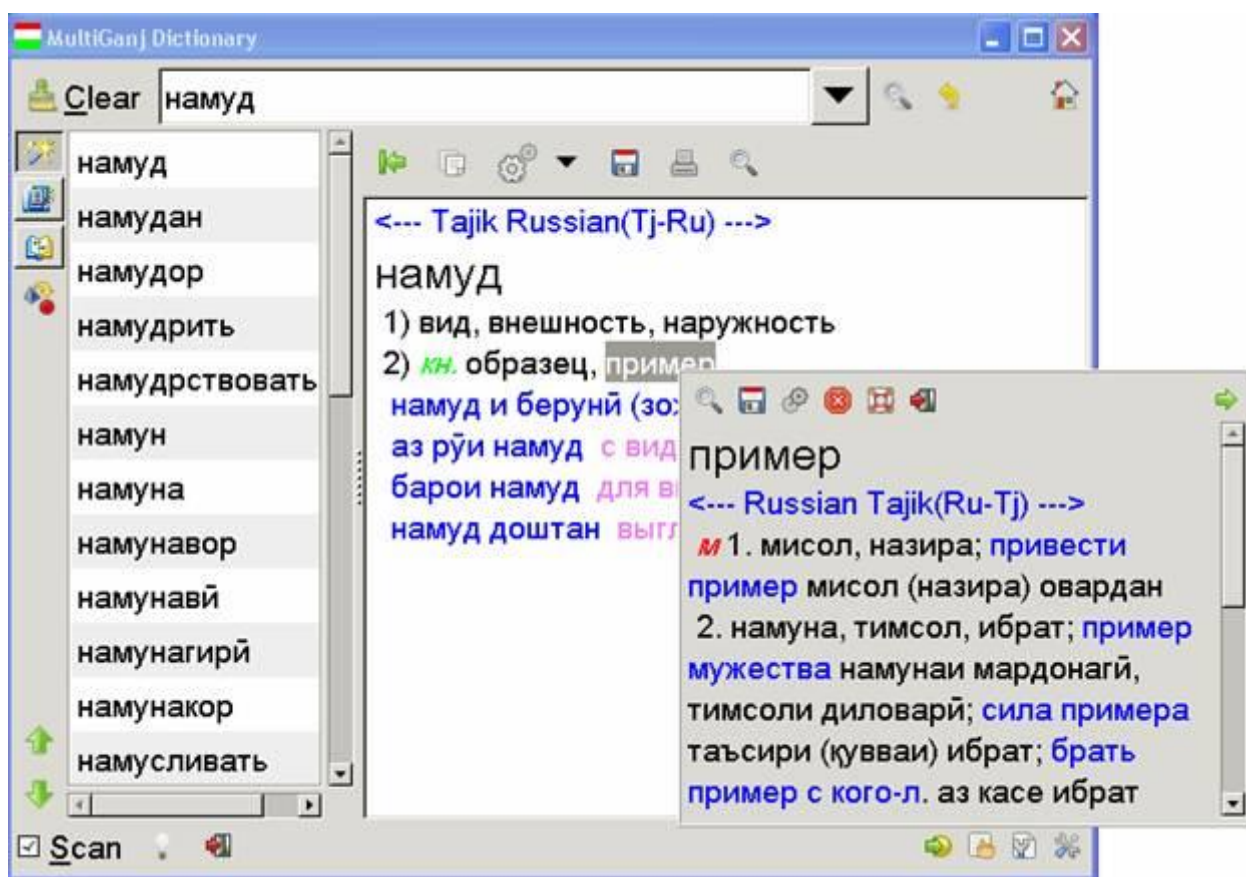 MultiGanj Dictionary
Clear намуд
намуд
намудан
намудор
намудрить
намудрствовать
намун
намуна
намунавор
намунавӣ
намунагирӣ
намунакор
намусливать
<--- Tajik Russian(Tj-Ru) --->
намуд
1) вид, внешность, наружность
2) кн. образец, пример
намуд и берунӣ
аз рӯи намуд с вид
барои намуд для
намуд доштан
пример
<--- Russian Tajik(Ru-Tj) --->
м 1. мисол, назира; привести
пример мисол (назира) овардан
2. намуна, тимсол, ибрат; пример
мужества намунаи мардонагӣ,
тимсоли диловарӣ; сила примера
таъсири (қувваи) ибрат; брать
пример с кого-л. аз касе ибрат
Scan